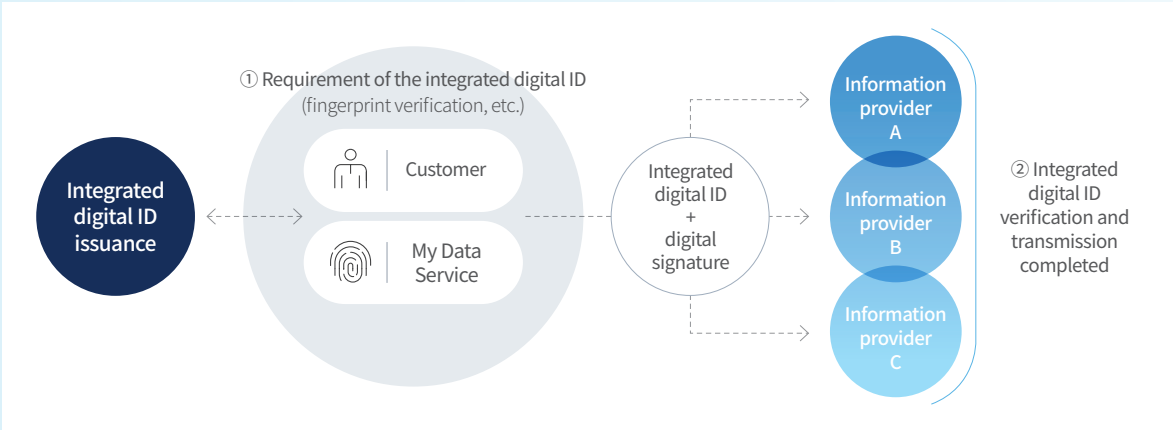 ① Requirement of the integrated digital ID
(fingerprint verification, etc.)
Integrated
digital ID
issuance
Customer
My Data
Service
Integrated
digital ID
+
digital
signature
Information
provider
A
Information
provider
B
Information
provider
C
② Integrated
digital ID
verification and
transmission
completed